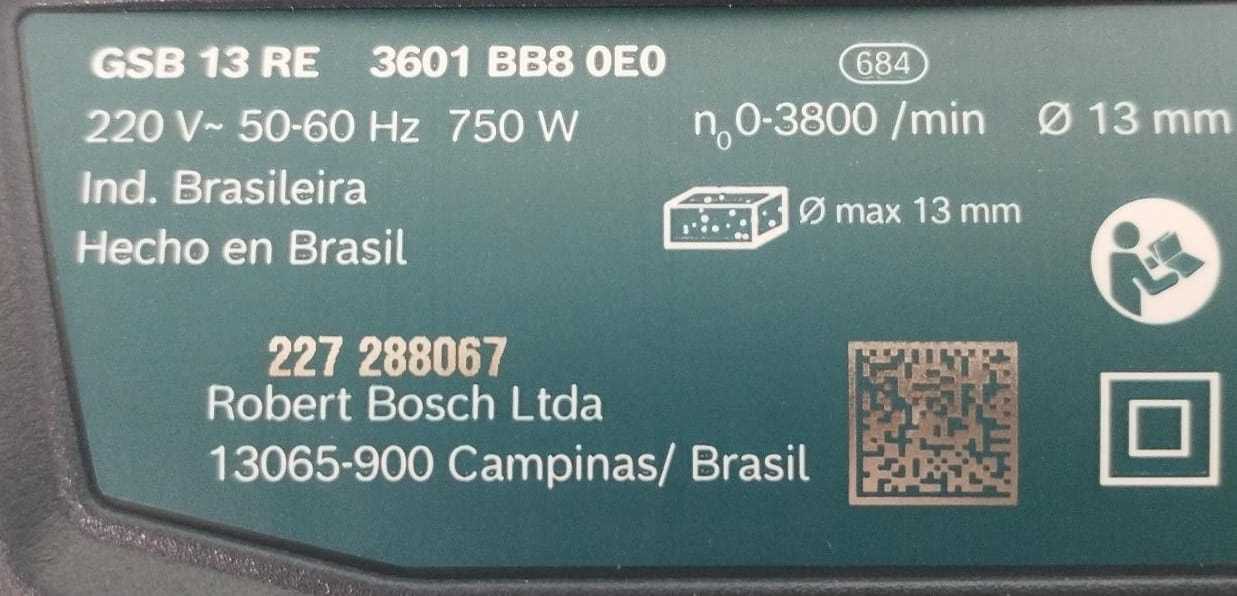 GSB 13 RE 3601 BB8 0E0 684
220 V~ 50-60 Hz 750 W n₀ 0-3800 /min Ø 13 mm
Ind. Brasileira
Ø max 13 mm
Hecho en Brasil
227 288067
Robert Bosch Ltda
13065-900 Campinas/ Brasil